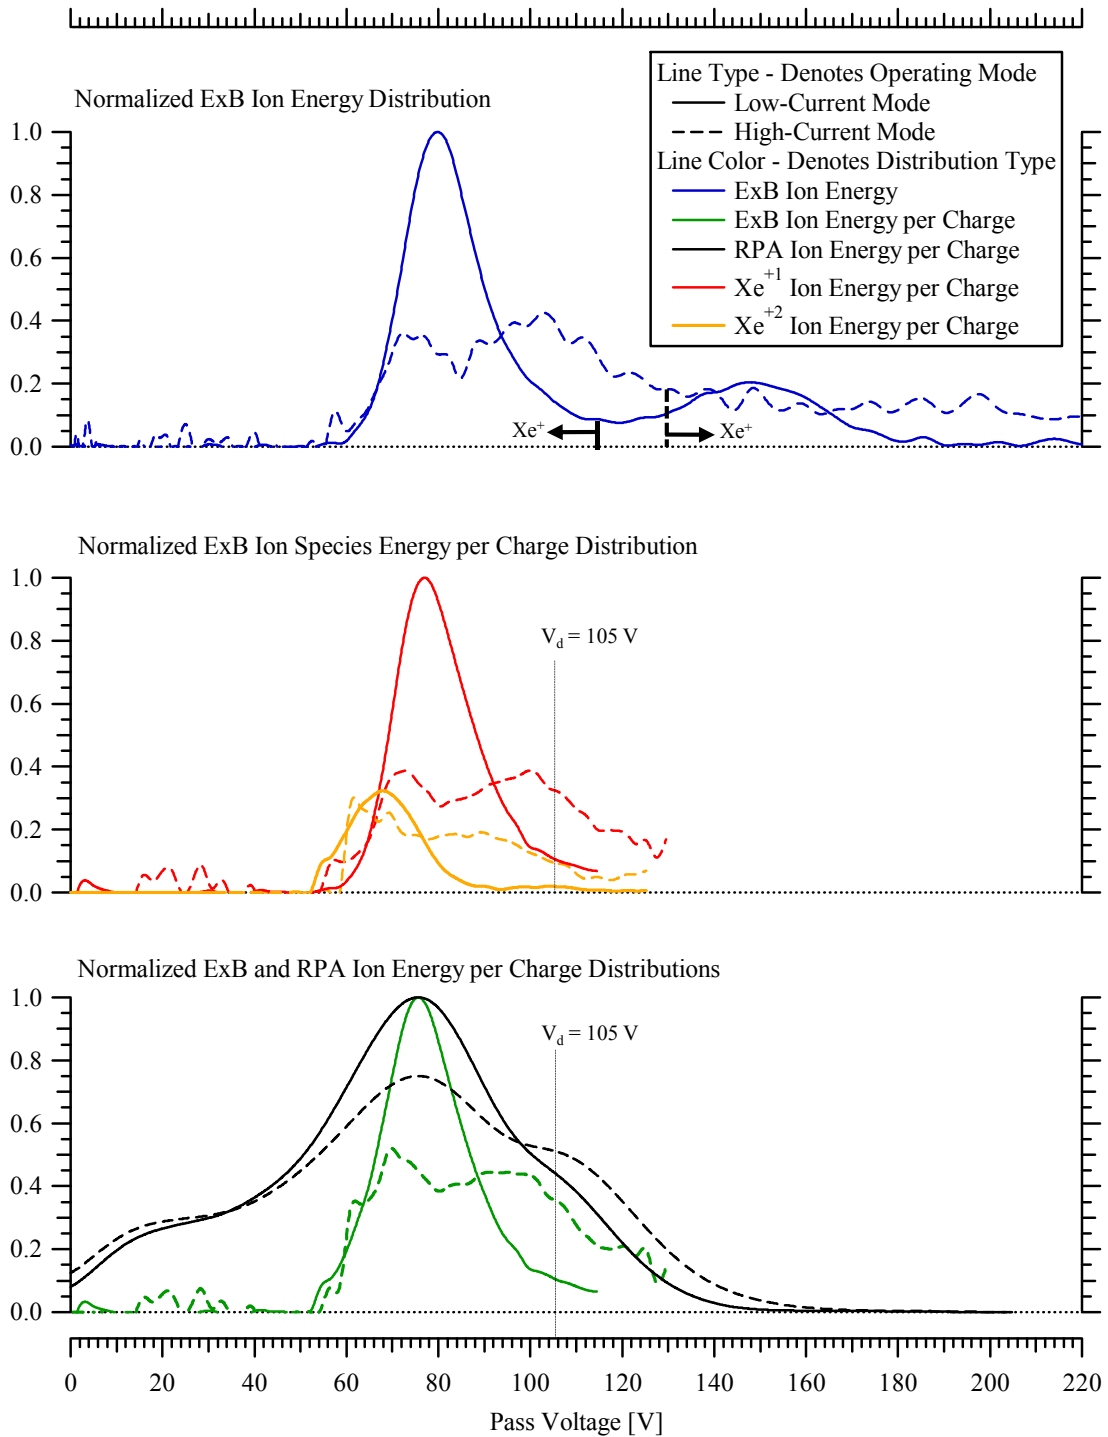 Line Type - Denotes Operating Mode
Low-Current Mode
High-Current Mode
Line Color - Denotes Distribution Type
ExB Ion Energy
ExB Ion Energy per Charge
RPA Ion Energy per Charge
Xe+1 Ion Energy per Charge
Xe+2 Ion Energy per Charge
Normalized ExB Ion Energy Distribution
1.0
0.8
0.6
0.4
0.2
0.0
Xe+
Xe+
Normalized ExB Ion Species Energy per Charge Distribution
1.0
0.8
0.6
0.4
0.2
0.0
Vd = 105 V
Normalized ExB and RPA Ion Energy per Charge Distributions
1.0
0.8
0.6
0.4
0.2
0.0
Vd = 105 V
0 20 40 60 80 100 120 140 160 180 200 220
Pass Voltage [V]